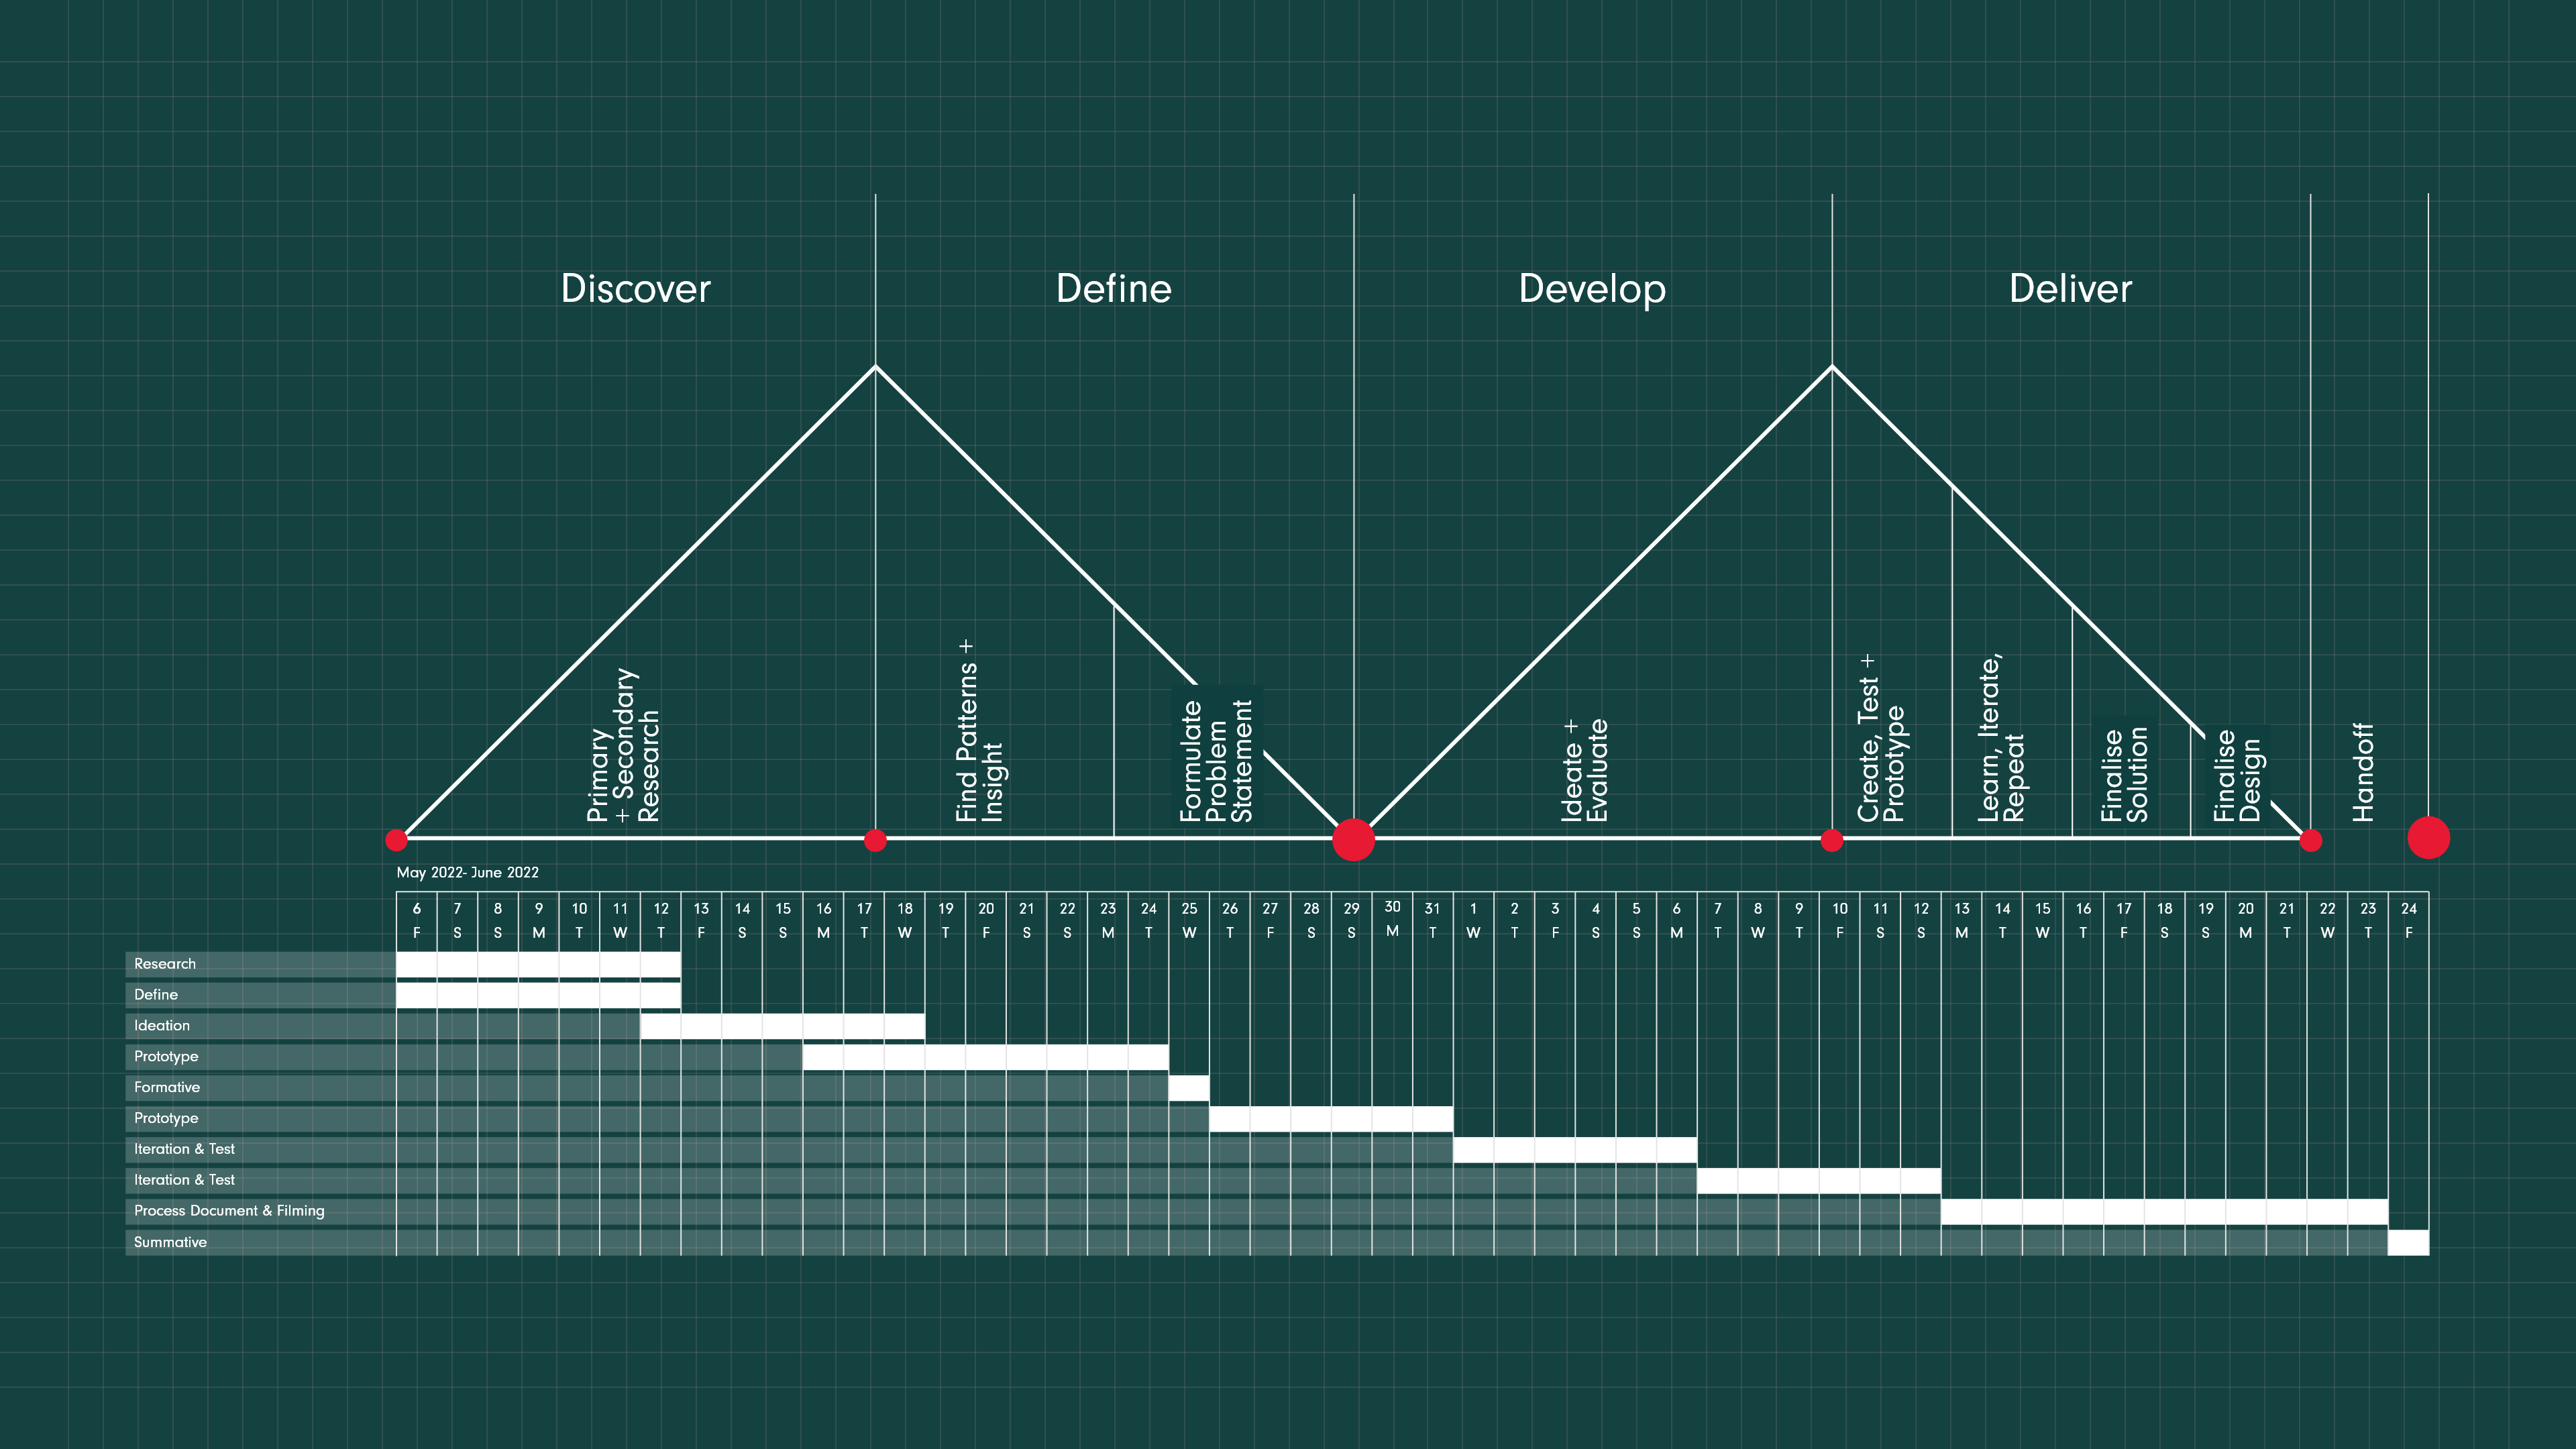 Discover
Define
Develop
Deliver
Primary
+ Secondary
Research
Find Patterns +
Insight
Formulate
Problem
Statement
Ideate +
Evaluate
Create, Test +
Prototype
Learn, Iterate,
Repeat
Finalise
Solution
Finalise
Design
Handoff
May 2022- June 2022
6 7 8 9 10 11 12 13 14 15 16 17 18 19 20 21 22 23 24 25 26 27 28 29 30 31 1 2 3 4 5 6 7 8 9 10 11 12 13 14 15 16 17 18 19 20 21 22 23 24
F S S M T W T F S S M T W T F S S M T W T F S S M T W T F S S M T W T F S S M T W T F S S M T W T F
Research
Define
Ideation
Prototype
Formative
Prototype
Iteration & Test
Iteration & Test
Process Document & Filming
Summative